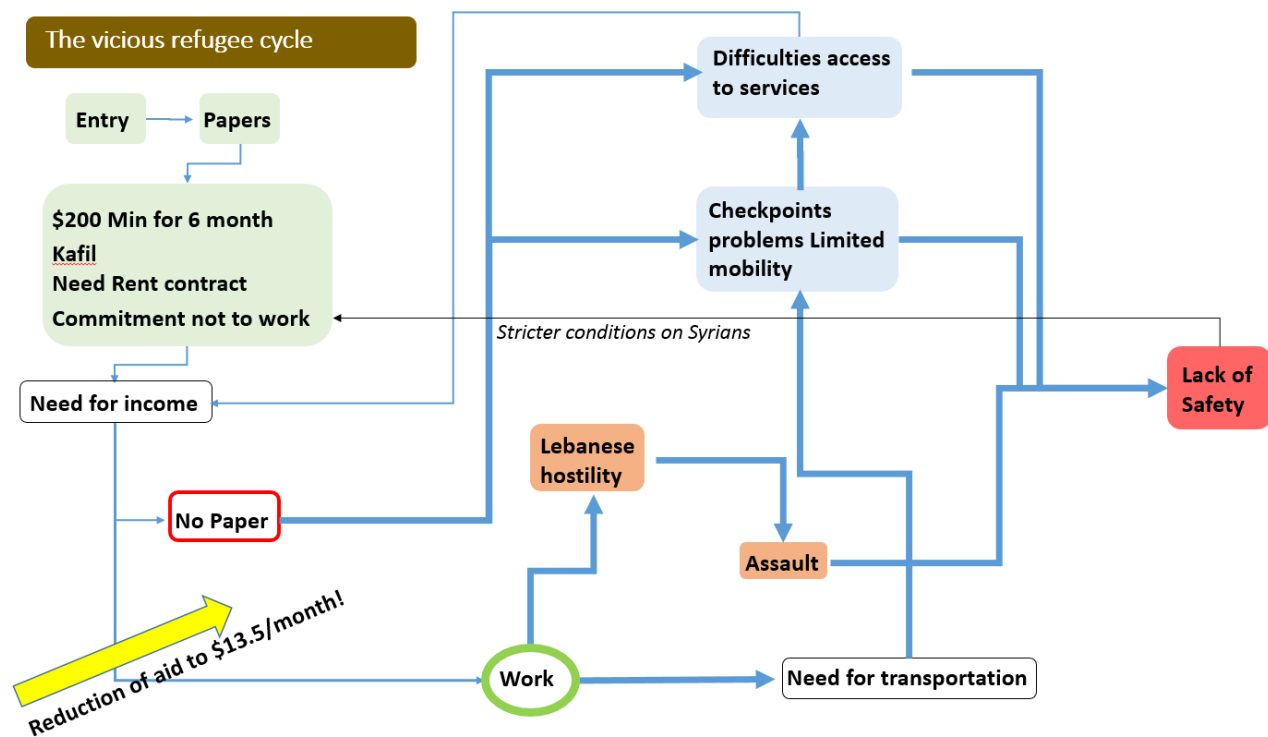 The vicious refugee cycle
Entry
Papers
$200 Min for 6 month
Kafil
Need Rent contract
Commitment not to work
Need for income
No Paper
Reduction of aid to $13.5/month!
Difficulties access
to services
Checkpoints
problems Limited
mobility
Stricter conditions on Syrians
Lack of
Safety
Lebanese
hostility
Assault
Work
Need for transportation